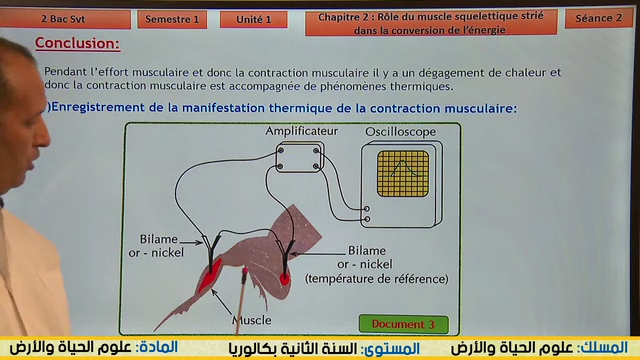 2 Bac Svt
Semestre 1
Unité 1
Chapitre 2 : Rôle du muscle squelettique strié
dans la conversion de l'énergie
Séance 2
Conclusion:
Pendant l'effort musculaire et donc la contraction musculaire il y a un dégagement de chaleur et
donc la contraction musculaire est accompagnée de phénomènes thermiques.
)Enregistrement de la manifestation thermique de la contraction musculaire:
Amplificateur
Oscilloscope
Bilame
or - nickel
Bilame
or - nickel
(température de référence)
Muscle
Document 3
المسلك: علوم الحياة والأرض
المستوى: السنة الثانية بكالوريا
المادة: علوم الحياة والأرض